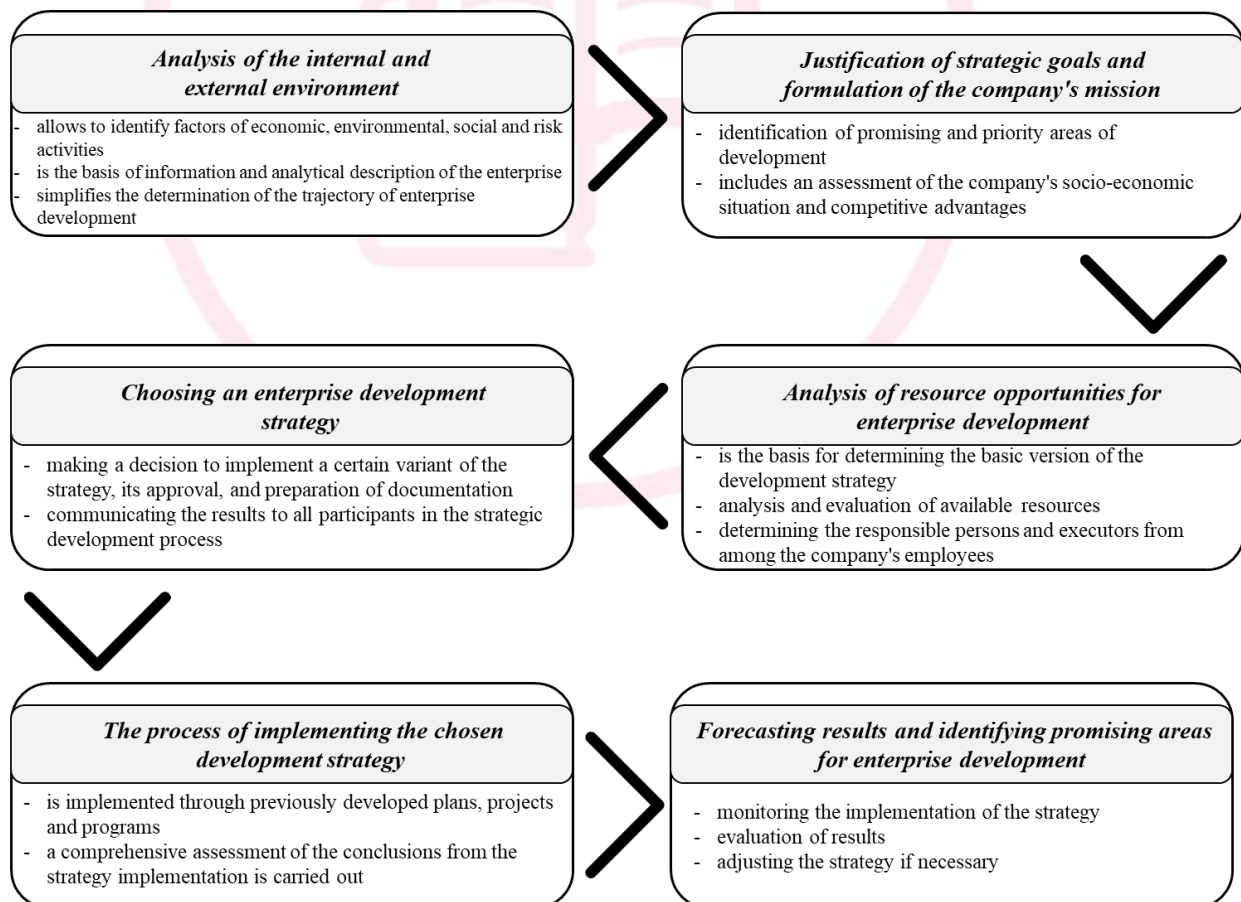 Analysis of the internal and
external environment
- allows to identify factors of economic, environmental, social and risk
activities
- is the basis of information and analytical description of the enterprise
- simplifies the determination of the trajectory of enterprise
development
Justification of strategic goals and
formulation of the company's mission
- identification of promising and priority areas of
development
- includes an assessment of the company's socio-economic
situation and competitive advantages
Analysis of resource opportunities for
enterprise development
- is the basis for determining the basic version of the
development strategy
- analysis and evaluation of available resources
- determining the responsible persons and executors from
among the company's employees
Choosing an enterprise development
strategy
- making a decision to implement a certain variant of the
strategy, its approval, and preparation of documentation
- communicating the results to all participants in the strategic
development process
The process of implementing the chosen
development strategy
- is implemented through previously developed plans, projects
and programs
- a comprehensive assessment of the conclusions from the
strategy implementation is carried out
Forecasting results and identifying promising areas
for enterprise development
- monitoring the implementation of the strategy
- evaluation of results
- adjusting the strategy if necessary